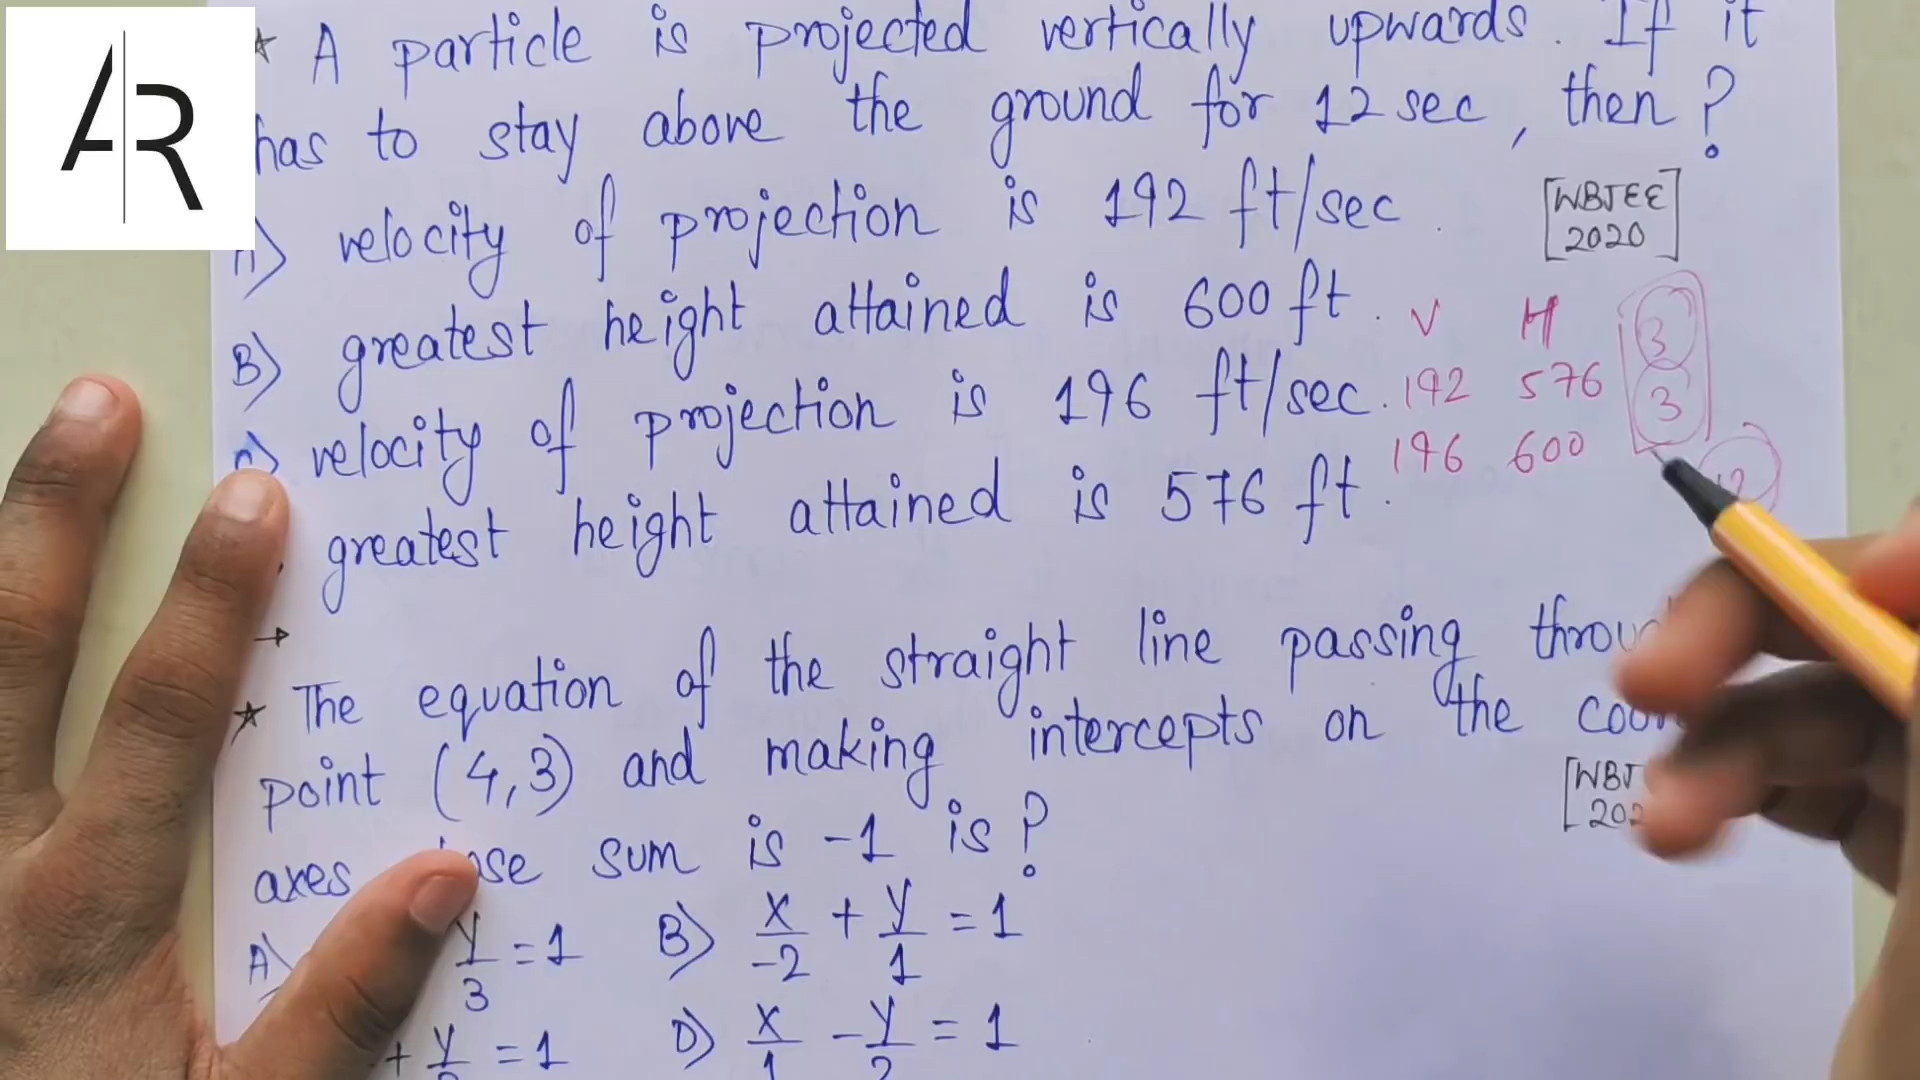 AR
★ A particle is projected vertically upwards. If it
has to stay above the ground for 12 sec, then?
A) velocity of projection is 192 ft/sec.
[WBJEE
2020]
B) greatest height attained is 600 ft.
V H 3
C) velocity of projection is 196 ft/sec.
192 576 3
196 600 12
greatest height attained is 576 ft.
→
★ The equation of the straight line passing
point (4,3) and making intercepts on the
[WBJ
axes sum is -1 is?
A) y/3 = 1 B) x/-2 + y/1 = 1
+ y = 1 D) x/1 - y/2 = 1